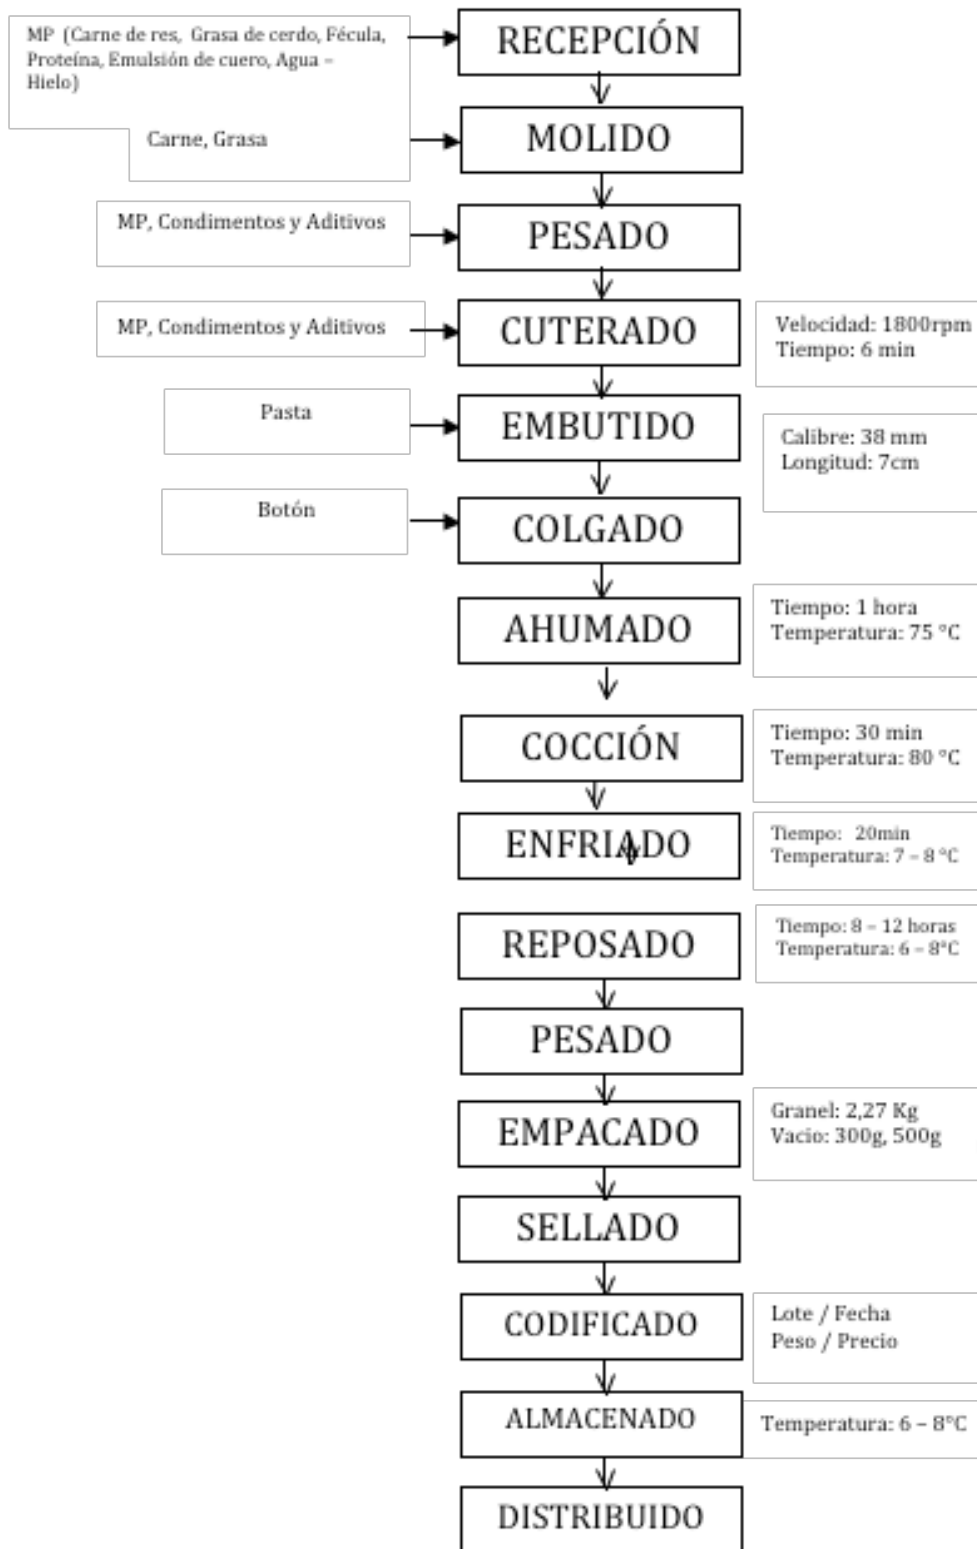 MP (Carne de res, Grasa de cerdo, Fécula,
Proteína, Emulsión de cuero, Agua –
Hielo)
RECEPCIÓN
Carne, Grasa
MOLIDO
MP, Condimentos y Aditivos
PESADO
MP, Condimentos y Aditivos
CUTERADO
Velocidad: 1800rpm
Tiempo: 6 min
Pasta
EMBUTIDO
Calibre: 38 mm
Longitud: 7cm
Botón
COLGADO
AHUMADO
Tiempo: 1 hora
Temperatura: 75 °C
COCCIÓN
Tiempo: 30 min
Temperatura: 80 °C
ENFRIADO
Tiempo: 20min
Temperatura: 7 – 8 °C
REPOSADO
Tiempo: 8 – 12 horas
Temperatura: 6 – 8°C
PESADO
EMPACADO
Granel: 2,27 Kg
Vacio: 300g, 500g
SELLADO
CODIFICADO
Lote / Fecha
Peso / Precio
ALMACENADO
Temperatura: 6 – 8°C
DISTRIBUIDO